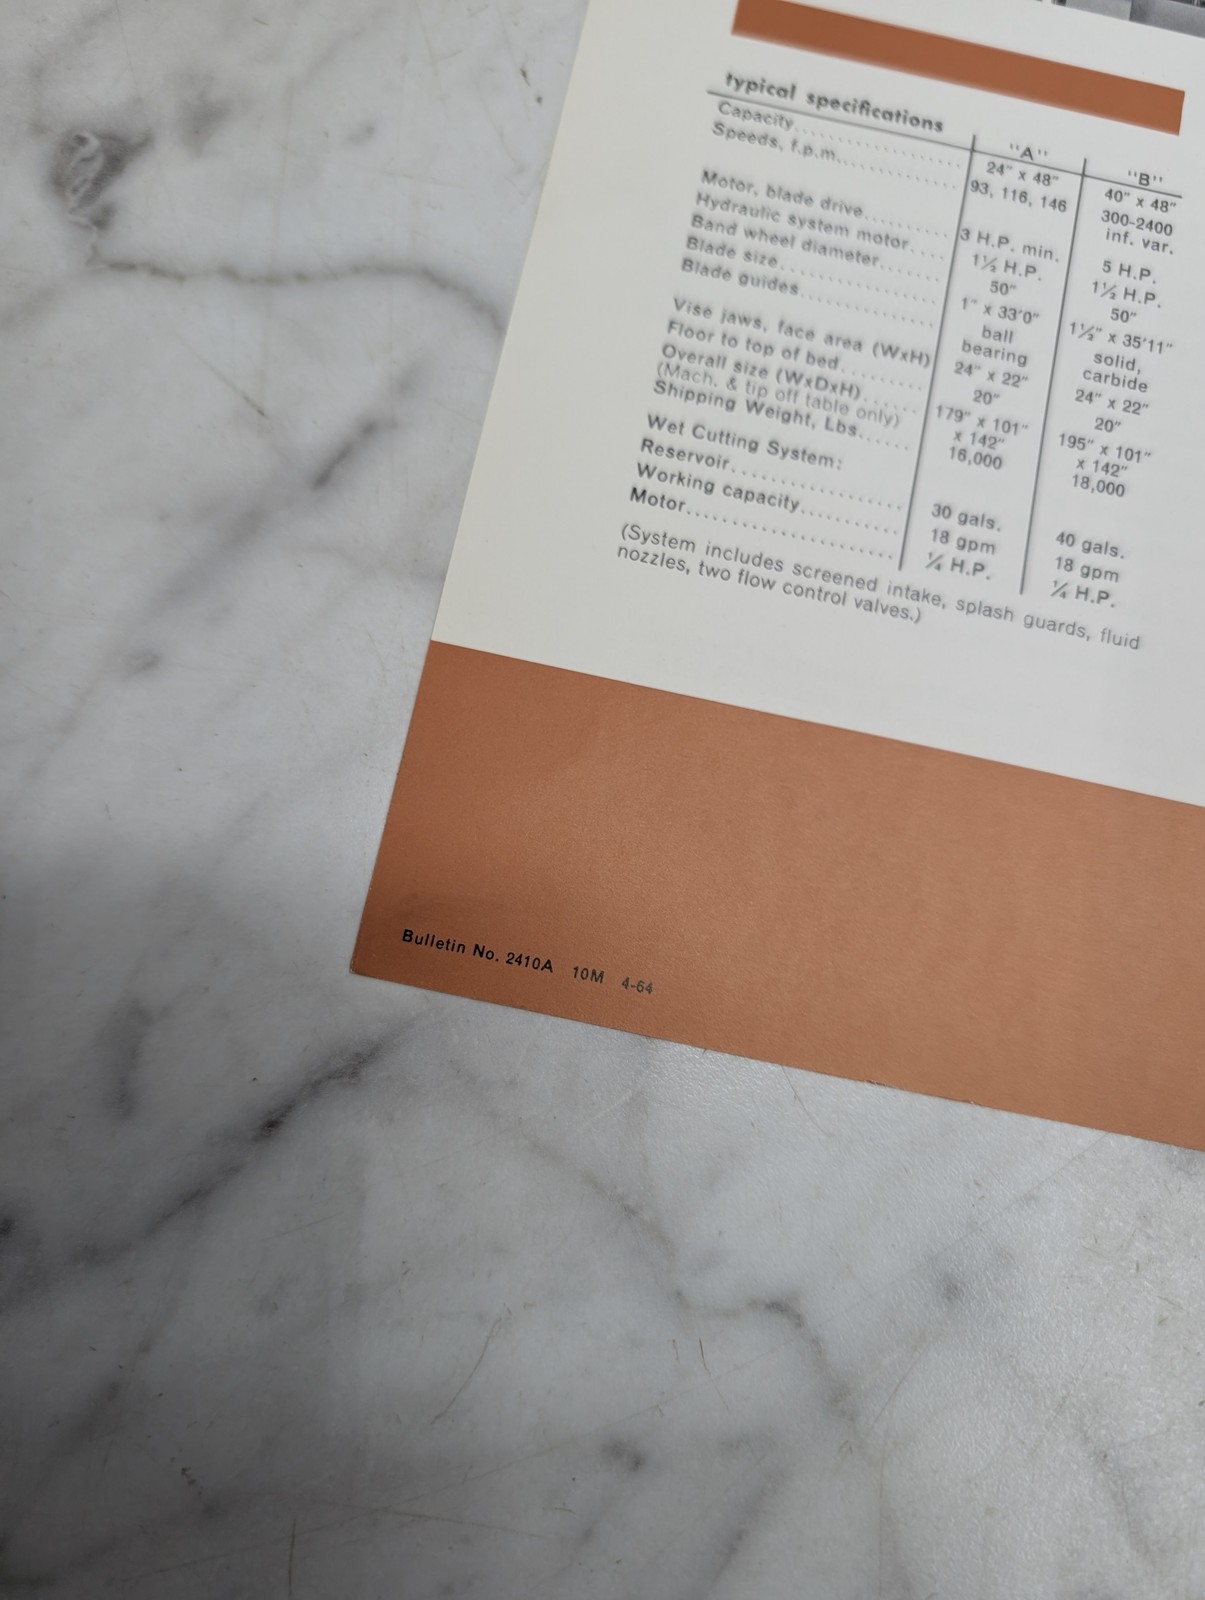 typical specifications
"A" "B"
Capacity.................... 24" x 48" 40" x 48"
Speeds, f.p.m............... 93, 116, 146 300-2400
inf. var.
Motor, blade drive.......... 3 H.P. min. 5 H.P.
Hydraulic system motor.... 1½ H.P. 1½ H.P.
Band wheel diameter....... 50" 50"
Blade size................... 1" x 33'0" 1½" x 35'11"
Blade guides................ ball solid,
bearing carbide
Vise jaws, face area (WxH) 24" x 22" 24" x 22"
Floor to top of bed......... 20" 20"
Overall size (WxDxH)...... 179" x 101" 195" x 101"
(Mach. & tip off table only) x 142" x 142"
Shipping Weight, Lbs...... 16,000 18,000
Wet Cutting System:
Reservoir.................... 30 gals. 40 gals.
Working capacity........... 18 gpm 18 gpm
Motor........................ ¼ H.P. ¼ H.P.
(System includes screened intake, splash guards, fluid
nozzles, two flow control valves.)
Bulletin No. 2410A 10M 4-64